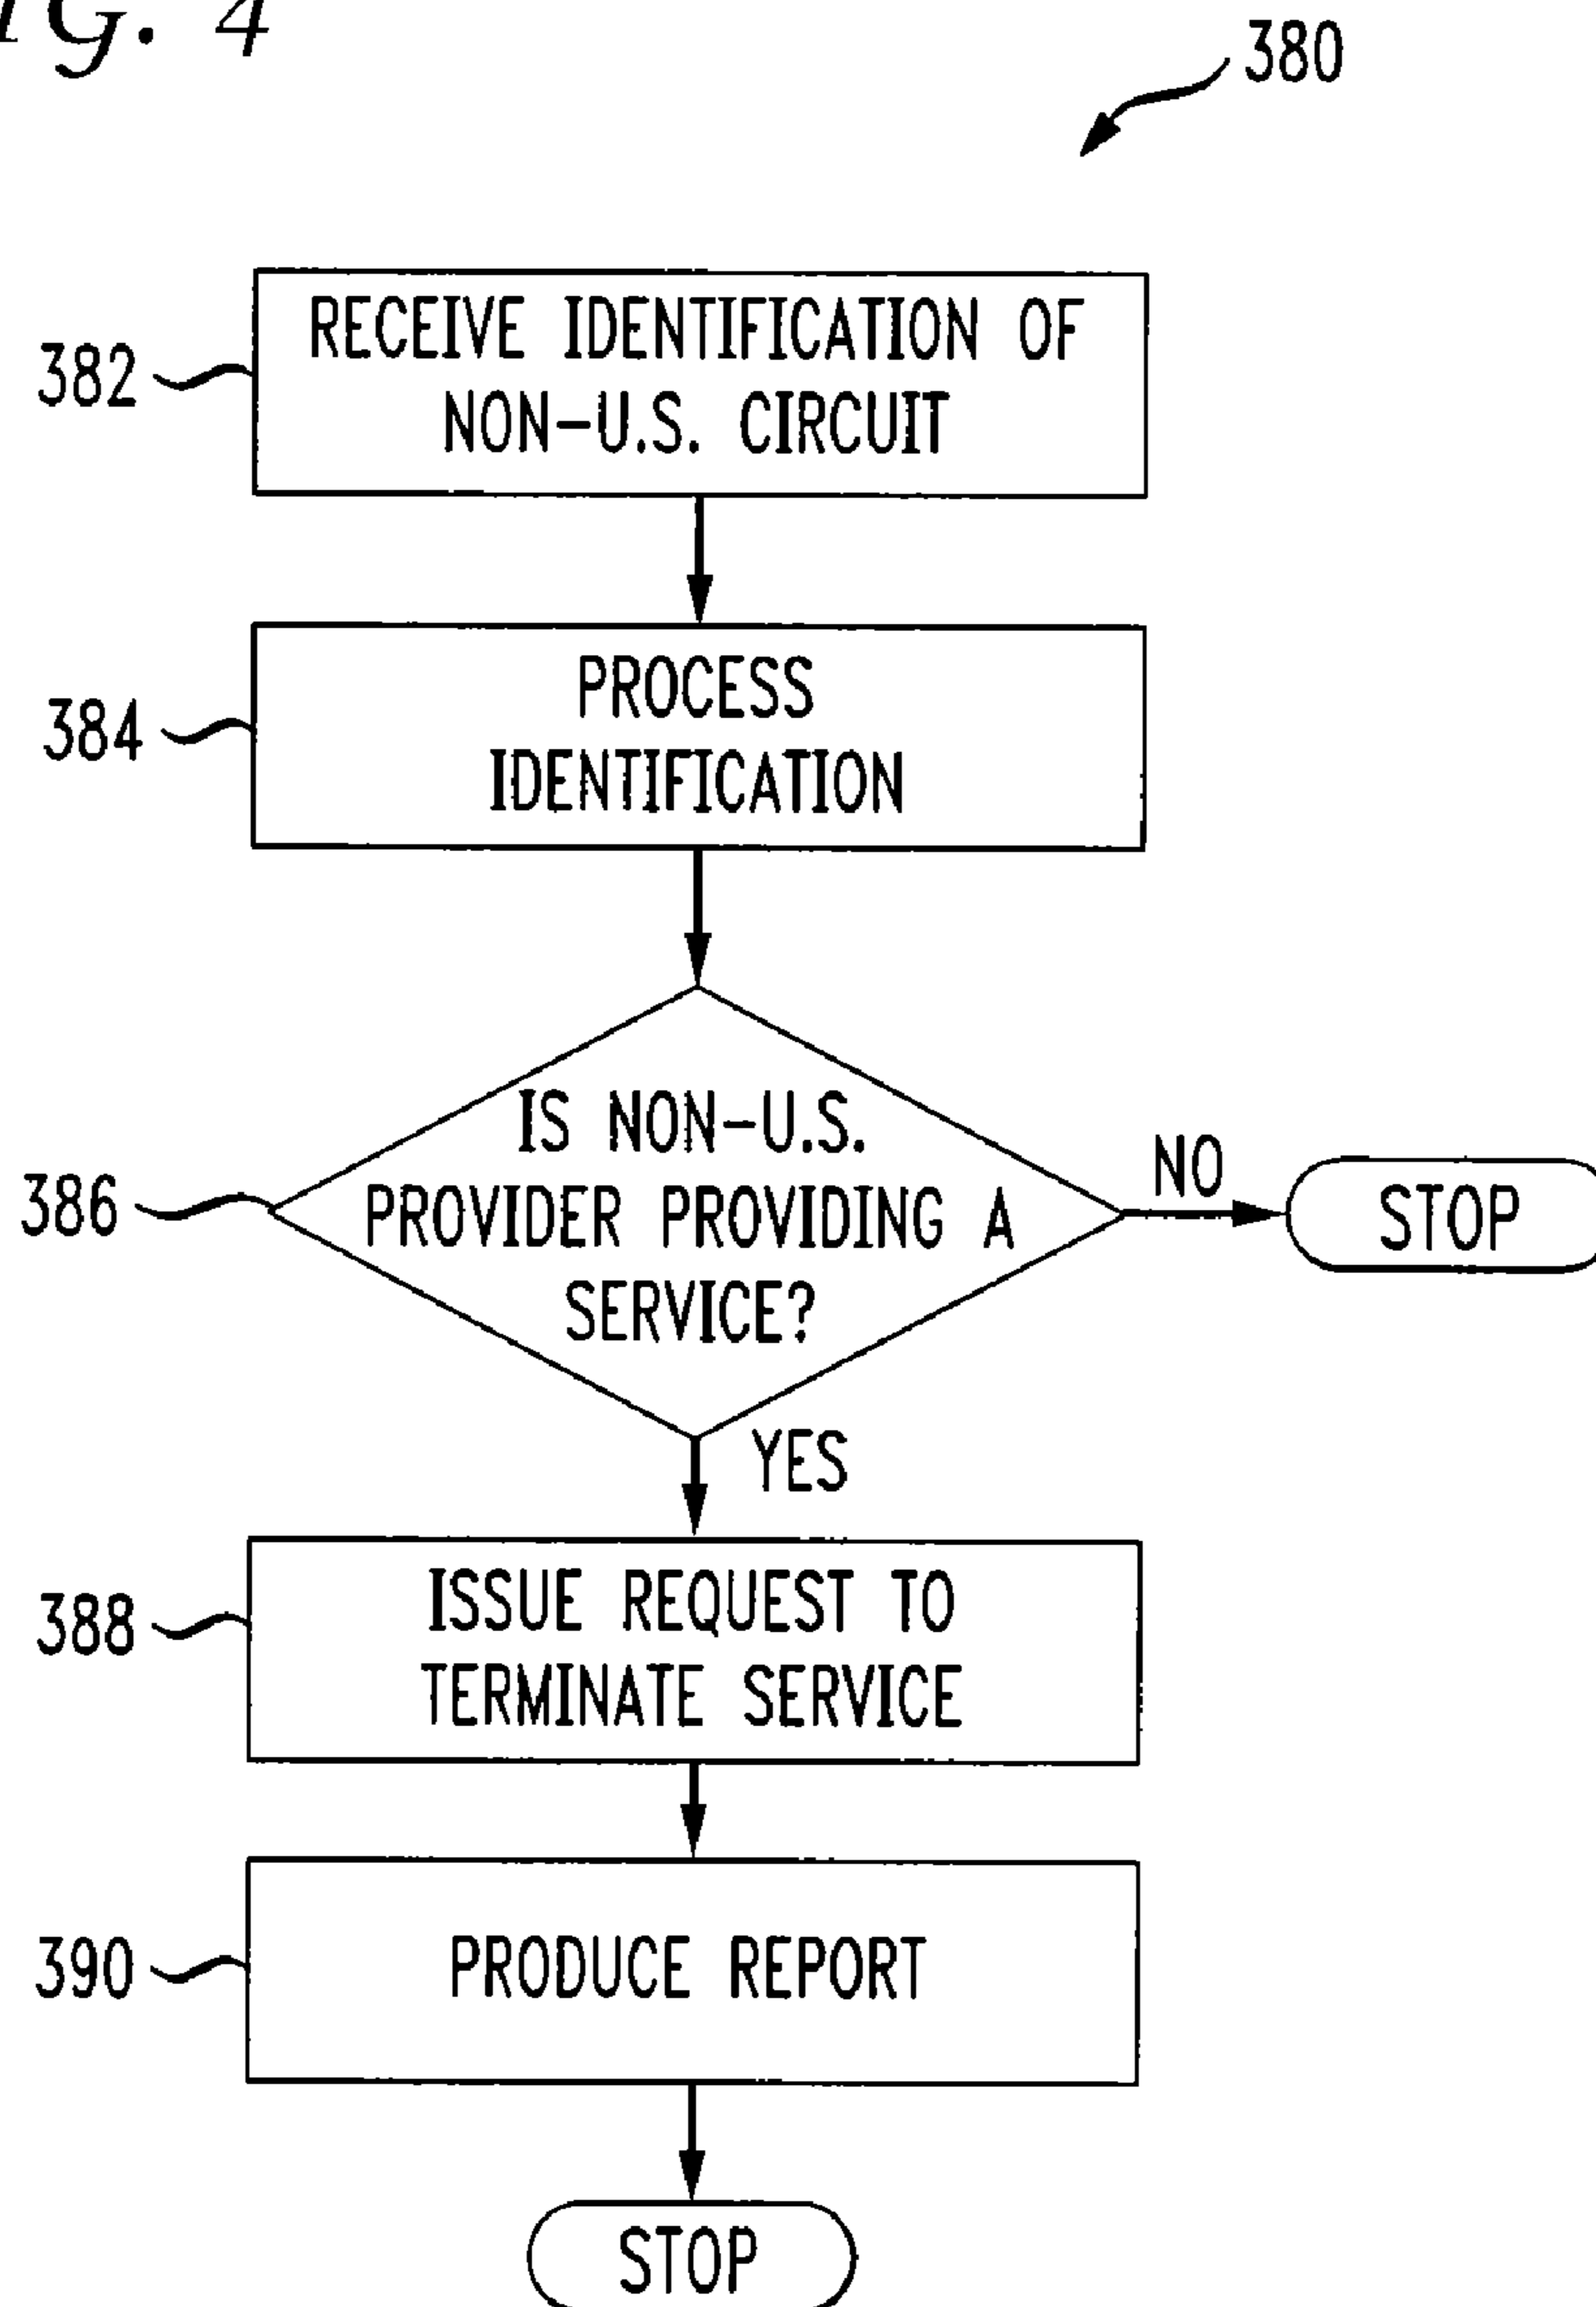 4
380
382
RECEIVE IDENTIFICATION OF
NON-U.S. CIRCUIT
384
PROCESS
IDENTIFICATION
386
IS NON-U.S.
PROVIDER PROVIDING A
SERVICE?
NO
STOP
YES
388
ISSUE REQUEST TO
TERMINATE SERVICE
390
PRODUCE REPORT
STOP